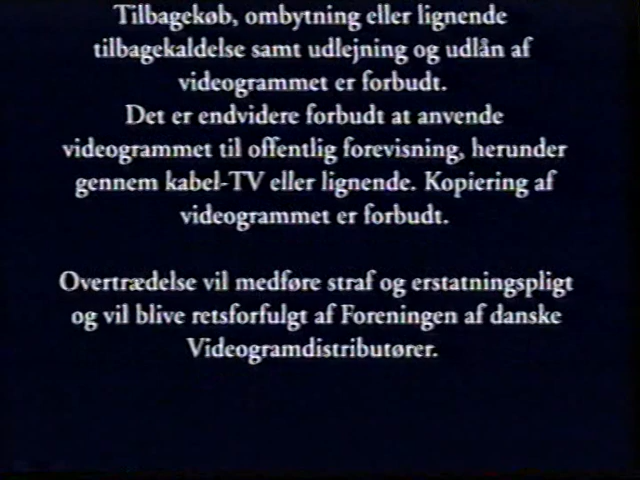 Tilbagekøb, ombytning eller lignende
tilbagekaldelse samt udlejning og udlån af
videogrammet er forbudt.
Det er endvidere forbudt at anvende
videogrammet til offentlig forevisning, herunder
gennem kabel-TV eller lignende. Kopiering af
videogrammet er forbudt.
Overtrædelse vil medføre straf og erstatningspligt
og vil blive retsforfulgt af Foreningen af danske
Videogramdistributører.